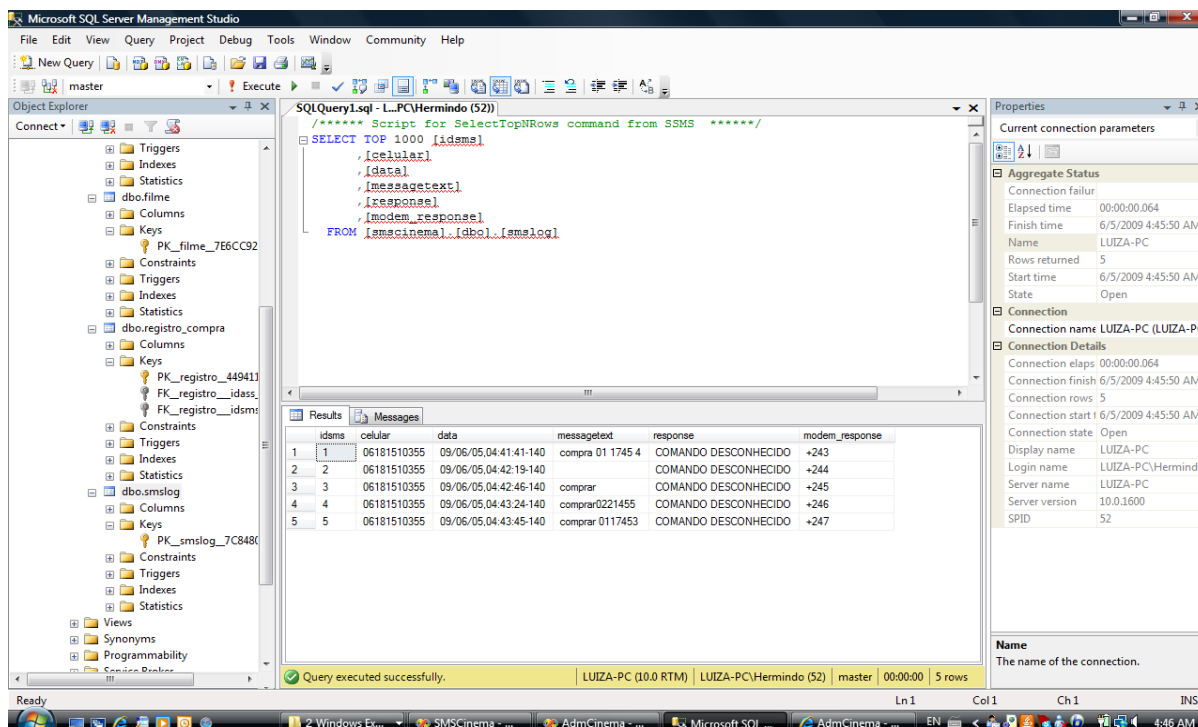 Microsoft SQL Server Management Studio
File Edit View Query Project Debug Tools Window Community Help
New Query
master Execute
Object Explorer
Connect
Triggers
Indexes
Statistics
dbo.filme
Columns
Keys
PK__filme__7E6CC92
Constraints
Triggers
Indexes
Statistics
dbo.registro_compra
Columns
Keys
PK__registro__449411
FK__registro__idass_
FK__registro__idsms
Constraints
Triggers
Indexes
Statistics
dbo.smslog
Columns
Keys
PK__smslog__7C8480
Constraints
Triggers
Indexes
Statistics
Views
Synonyms
Programmability
Service Broker
SQLQuery1.sql - L...PC\Hermindo (52))
/****** Script for SelectTopNRows command from SSMS ******/
SELECT TOP 1000 [idsms]
,[celular]
,[data]
,[messagetext]
,[response]
,[modem_response]
FROM [smscinema].[dbo].[smslog]
Results Messages
idsms celular data messagetext response modem_response
1 1 06181510355 09/06/05,04:41:41-140 compra 01 1745 4 COMANDO DESCONHECIDO +243
2 2 06181510355 09/06/05,04:42:19-140 COMANDO DESCONHECIDO +244
3 3 06181510355 09/06/05,04:42:46-140 comprar COMANDO DESCONHECIDO +245
4 4 06181510355 09/06/05,04:43:24-140 comprar0221455 COMANDO DESCONHECIDO +246
5 5 06181510355 09/06/05,04:43:45-140 comprar 0117453 COMANDO DESCONHECIDO +247
Query executed successfully. LUIZA-PC (10.0 RTM) LUIZA-PC\Hermindo (52) master 00:00:00 5 rows
Properties
Current connection parameters
Aggregate Status
Connection failur
Elapsed time 00:00:00.064
Finish time 6/5/2009 4:45:50 AM
Name LUIZA-PC
Rows returned 5
Start time 6/5/2009 4:45:50 AM
State Open
Connection
Connection name LUIZA-PC (LUIZA-P
Connection Details
Connection elaps 00:00:00.064
Connection finish 6/5/2009 4:45:50 AM
Connection rows 5
Connection start t 6/5/2009 4:45:50 AM
Connection state Open
Display name LUIZA-PC
Login name LUIZA-PC\Hermind
Server name LUIZA-PC
Server version 10.0.1600
SPID 52
Name
The name of the connection.
Ready Ln 1 Col 1 Ch 1 INS
2 Windows Ex... SMSCinema - ... AdmCinema - ... Microsoft SQL ... AdmCinema - ... EN 4:46 AM